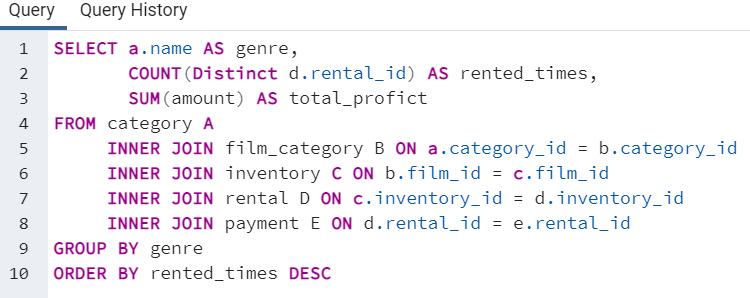 Query Query History
1 SELECT a.name AS genre,
2 COUNT(Distinct d.rental_id) AS rented_times,
3 SUM(amount) AS total_profict
4 FROM category A
5 INNER JOIN film_category B ON a.category_id = b.category_id
6 INNER JOIN inventory C ON b.film_id = c.film_id
7 INNER JOIN rental D ON c.inventory_id = d.inventory_id
8 INNER JOIN payment E ON d.rental_id = e.rental_id
9 GROUP BY genre
10 ORDER BY rented_times DESC